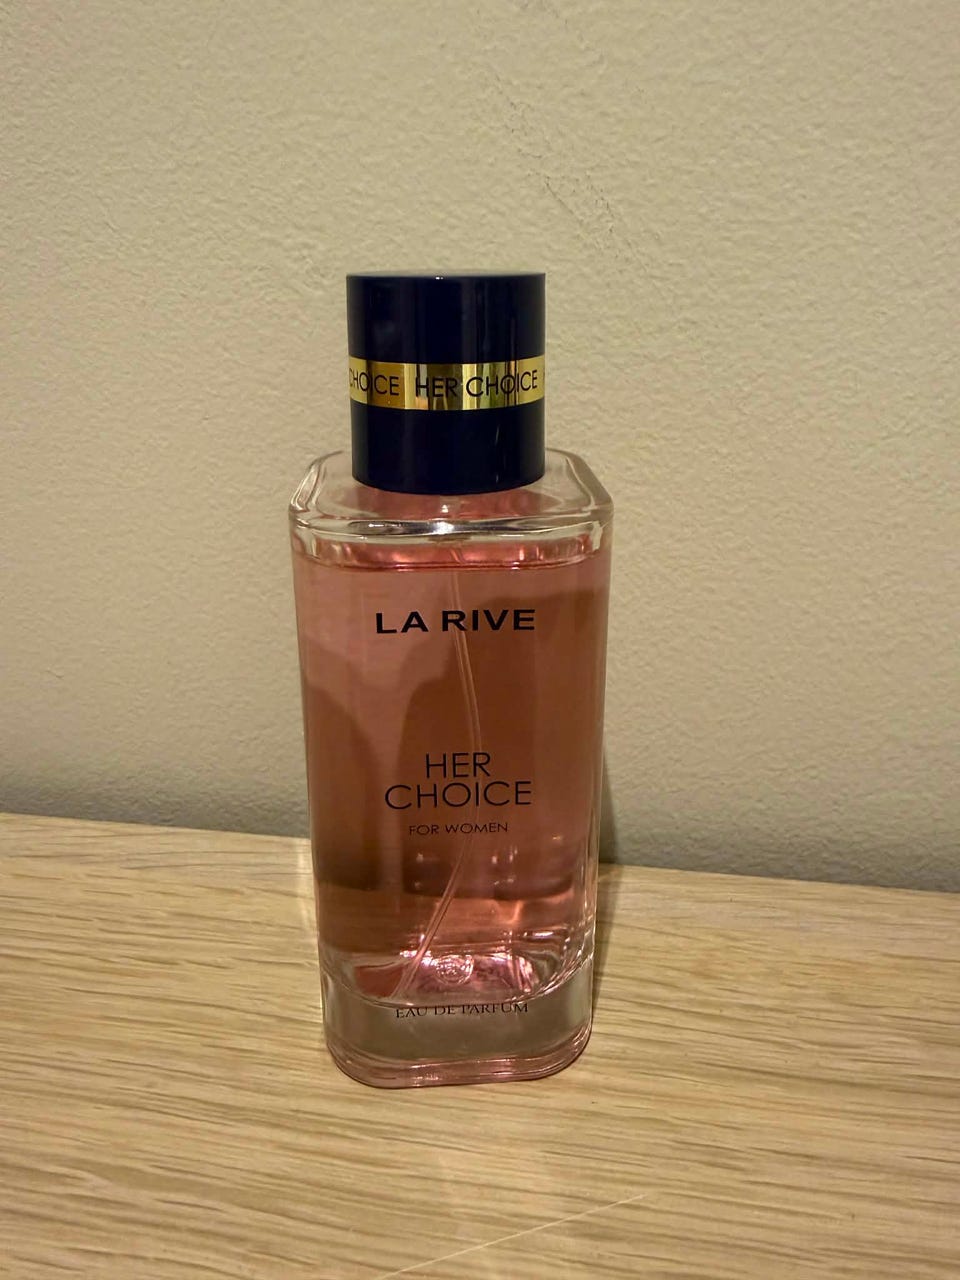 CHOICE HER CHOICE
LA RIVE
HER
CHOICE
FOR WOMEN
EAU DE PARFUM